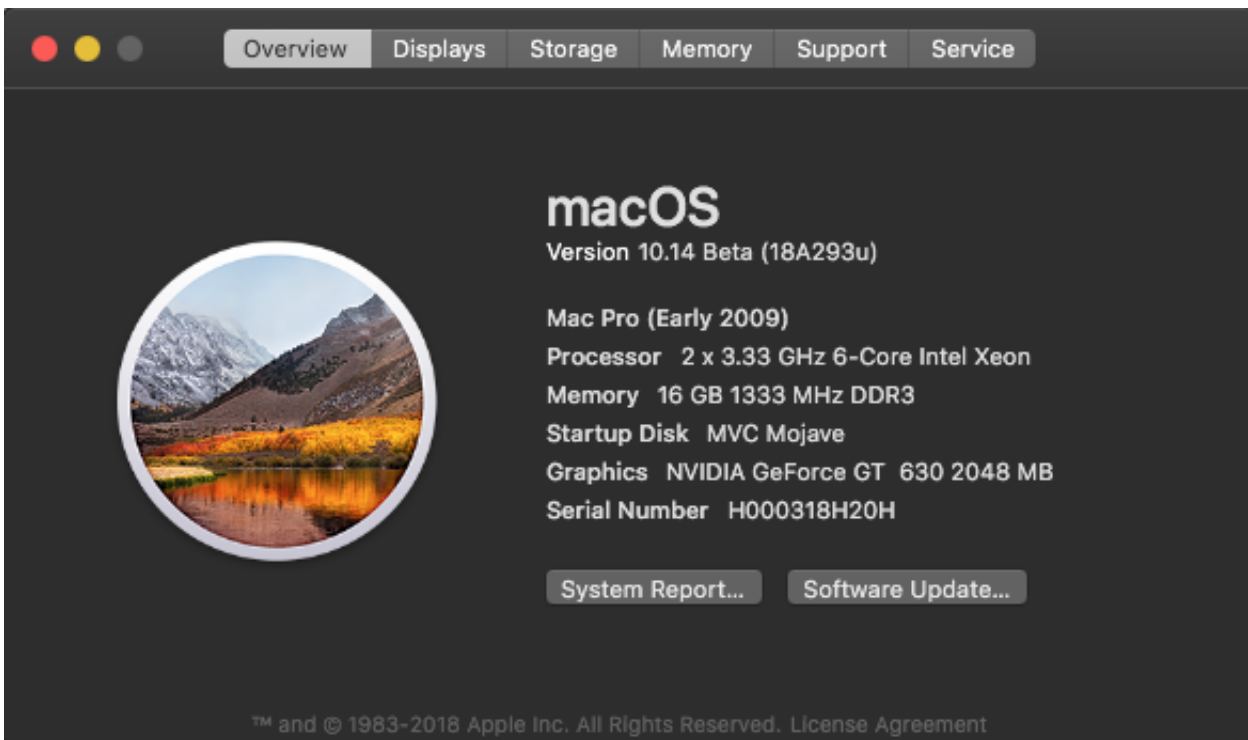 Overview Displays Storage Memory Support Service
macOS
Version 10.14 Beta (18A293u)
Mac Pro (Early 2009)
Processor 2 x 3.33 GHz 6-Core Intel Xeon
Memory 16 GB 1333 MHz DDR3
Startup Disk MVC Mojave
Graphics NVIDIA GeForce GT 630 2048 MB
Serial Number H000318H20H
System Report... Software Update...
™ and © 1983-2018 Apple Inc. All Rights Reserved. License Agreement